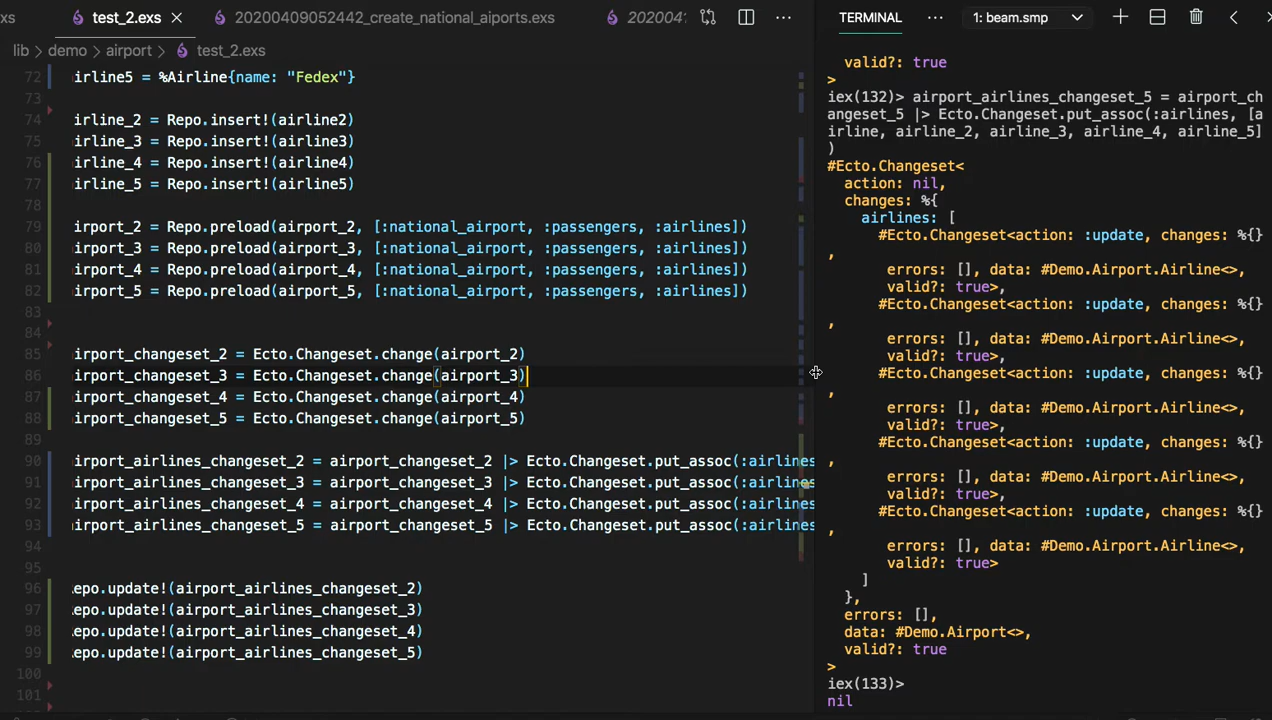 xs
test_2.exs
20200409052442_create_national_aiports.exs
202004
lib > demo > airport > test_2.exs
72 irline5 = %Airline{name: "Fedex"}
73
74 irline_2 = Repo.insert!(airline2)
75 irline_3 = Repo.insert!(airline3)
76 irline_4 = Repo.insert!(airline4)
77 irline_5 = Repo.insert!(airline5)
78
79 irport_2 = Repo.preload(airport_2, [:national_airport, :passengers, :airlines])
80 irport_3 = Repo.preload(airport_3, [:national_airport, :passengers, :airlines])
81 irport_4 = Repo.preload(airport_4, [:national_airport, :passengers, :airlines])
82 irport_5 = Repo.preload(airport_5, [:national_airport, :passengers, :airlines])
83
84
85 irport_changeset_2 = Ecto.Changeset.change(airport_2)
86 irport_changeset_3 = Ecto.Changeset.change(airport_3)
87 irport_changeset_4 = Ecto.Changeset.change(airport_4)
88 irport_changeset_5 = Ecto.Changeset.change(airport_5)
89
90 irport_airlines_changeset_2 = airport_changeset_2 |> Ecto.Changeset.put_assoc(:airlines
91 irport_airlines_changeset_3 = airport_changeset_3 |> Ecto.Changeset.put_assoc(:airlines
92 irport_airlines_changeset_4 = airport_changeset_4 |> Ecto.Changeset.put_assoc(:airlines
93 irport_airlines_changeset_5 = airport_changeset_5 |> Ecto.Changeset.put_assoc(:airlines
94
95
96 epo.update!(airport_airlines_changeset_2)
97 epo.update!(airport_airlines_changeset_3)
98 epo.update!(airport_airlines_changeset_4)
99 epo.update!(airport_airlines_changeset_5)
100
101
TERMINAL
1: beam.smp
valid?: true
>
iex(132)> airport_airlines_changeset_5 = airport_ch
angeset_5 |> Ecto.Changeset.put_assoc(:airlines, [a
irline, airline_2, airline_3, airline_4, airline_5]
)
#Ecto.Changeset<
action: nil,
changes: %{
airlines: [
#Ecto.Changeset<action: :update, changes: %{}
,
errors: [], data: #Demo.Airport.Airline<>,
valid?: true>,
#Ecto.Changeset<action: :update, changes: %{}
,
errors: [], data: #Demo.Airport.Airline<>,
valid?: true>,
#Ecto.Changeset<action: :update, changes: %{}
,
errors: [], data: #Demo.Airport.Airline<>,
valid?: true>,
#Ecto.Changeset<action: :update, changes: %{}
,
errors: [], data: #Demo.Airport.Airline<>,
valid?: true>,
#Ecto.Changeset<action: :update, changes: %{}
,
errors: [], data: #Demo.Airport.Airline<>,
valid?: true>
]
},
errors: [],
data: #Demo.Airport<>,
valid?: true
>
iex(133)>
nil